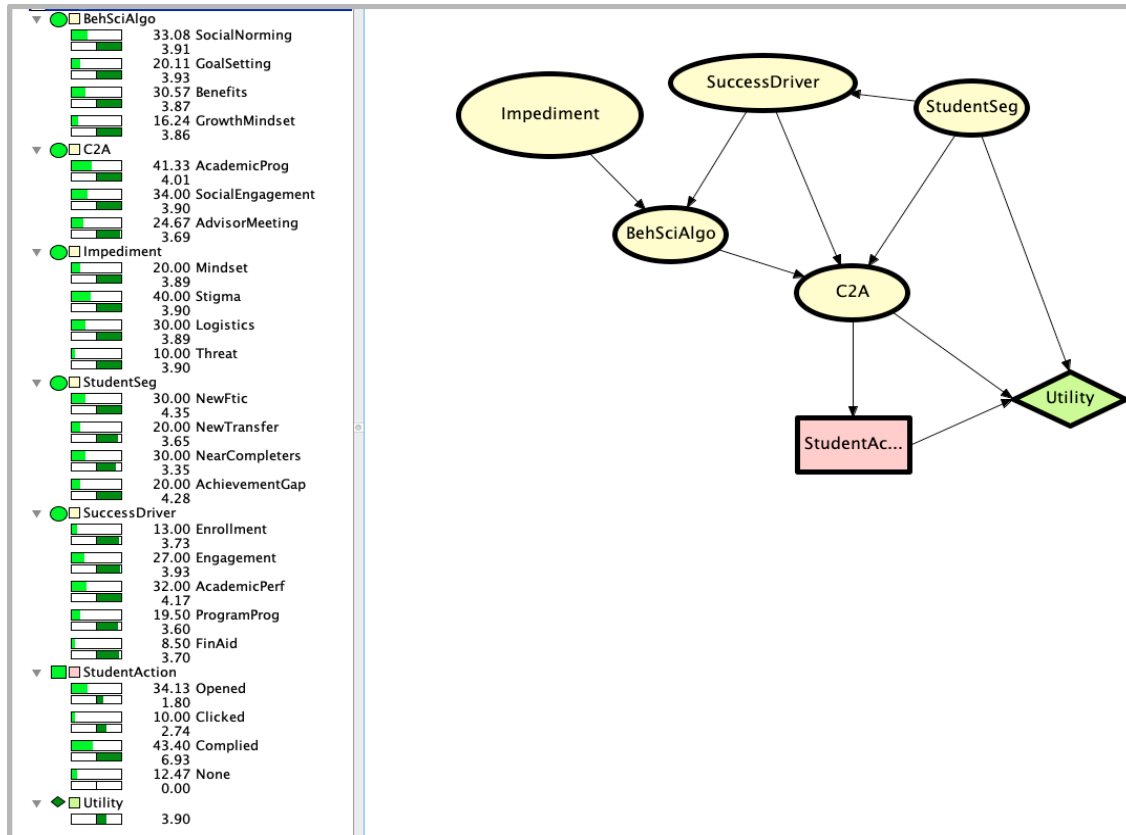 BehSciAlgo
33.08 SocialNorming
3.91
20.11 GoalSetting
3.93
30.57 Benefits
3.87
16.24 GrowthMindset
3.86
C2A
41.33 AcademicProg
4.01
34.00 SocialEngagement
3.90
24.67 AdvisorMeeting
3.69
Impediment
20.00 Mindset
3.89
40.00 Stigma
3.90
30.00 Logistics
3.89
10.00 Threat
3.90
StudentSeg
30.00 NewFtic
4.35
20.00 NewTransfer
3.65
30.00 NearCompleters
3.35
20.00 AchievementGap
4.28
SuccessDriver
13.00 Enrollment
3.73
27.00 Engagement
3.93
32.00 AcademicPerf
4.17
19.50 ProgramProg
3.60
8.50 FinAid
3.70
StudentAction
34.13 Opened
1.80
10.00 Clicked
2.74
43.40 Complied
6.93
12.47 None
0.00
Utility
3.90
SuccessDriver
Impediment
StudentSeg
BehSciAlgo
C2A
Utility
StudentAc...